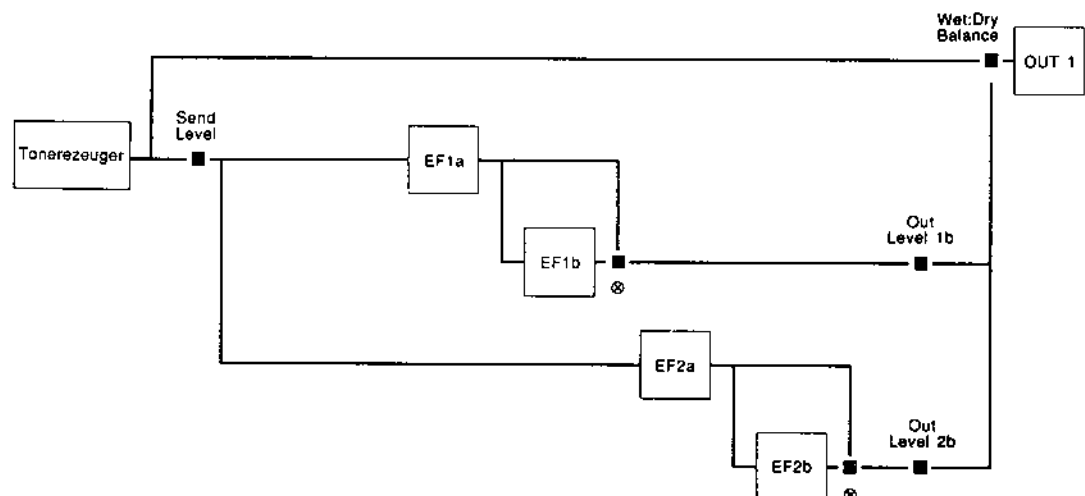 Wet:Dry
Balance
OUT 1
Send
Level
Tonerezeuger
EF1a
EF1b
Out
Level 1b
EF2a
Out
Level 2b
EF2b